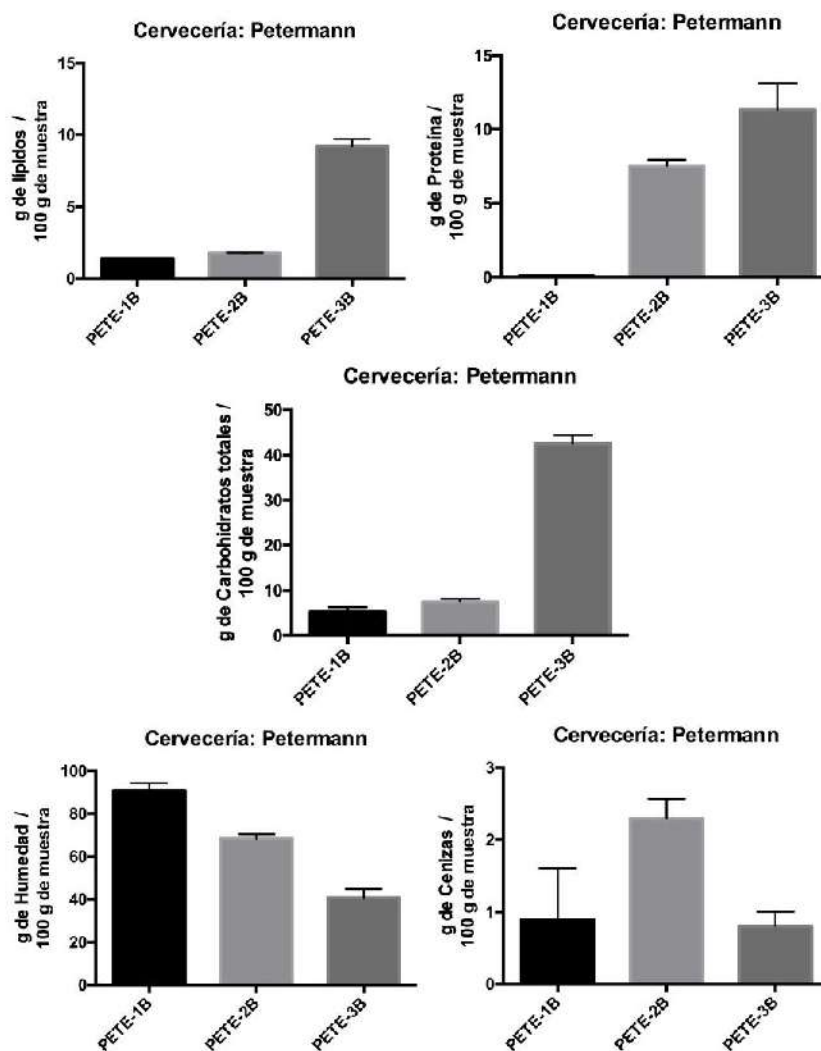 Cervecería: Petermann
g de lípidos /
100 g de muestra
15
10
5
0
PETE-1B
PETE-2B
PETE-3B
Cervecería: Petermann
g de Proteína /
100 g de muestra
15
10
5
0
PETE-1B
PETE-2B
PETE-3B
Cervecería: Petermann
g de Carbohidratos totales /
100 g de muestra
50
40
30
20
10
0
PETE-1B
PETE-2B
PETE-3B
Cervecería: Petermann
g de Humedad /
100 g de muestra
100
80
60
40
20
0
PETE-1B
PETE-2B
PETE-3B
Cervecería: Petermann
g de Cenizas /
100 g de muestra
3
2
1
0
PETE-1B
PETE-2B
PETE-3B